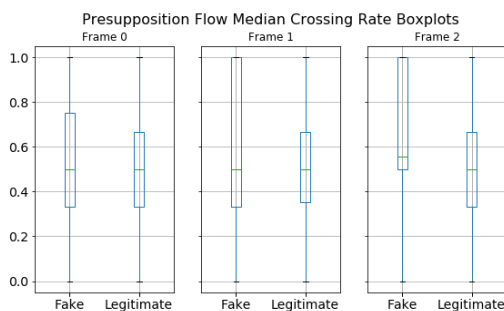 Presupposition Flow Median Crossing Rate Boxplots
Frame 0 Frame 1 Frame 2
1.0
0.8
0.6
0.4
0.2
0.0
Fake Legitimate Fake Legitimate Fake Legitimate